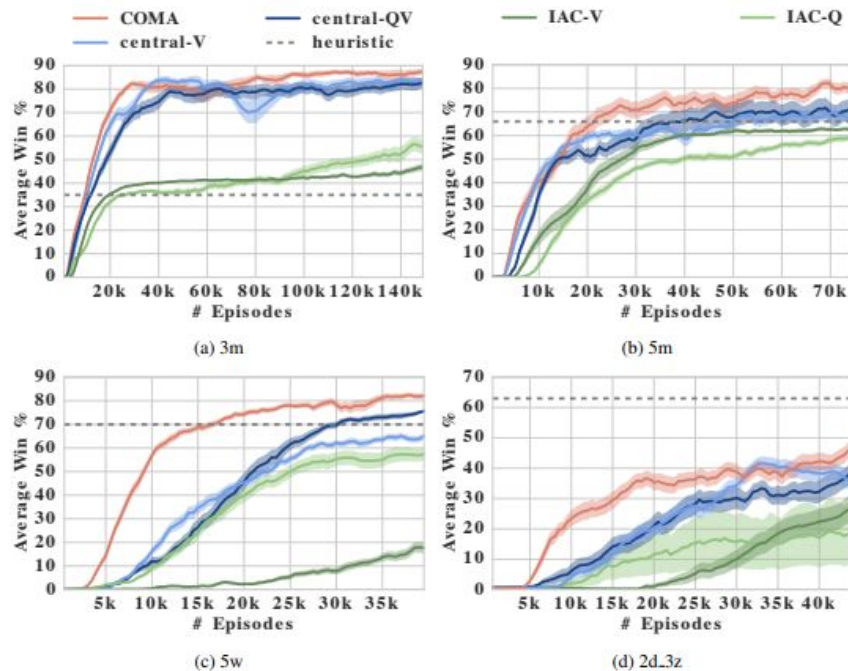 COMA central-QV IAC-V IAC-Q
central-V heuristic
90
80
70
60
50
40
30
20
10
0
Average Win %
20k 40k 60k 80k 100k 120k 140k
# Episodes
(a) 3m
90
80
70
60
50
40
30
20
10
0
Average Win %
10k 20k 30k 40k 50k 60k 70k
# Episodes
(b) 5m
90
80
70
60
50
40
30
20
10
0
Average Win %
5k 10k 15k 20k 25k 30k 35k
# Episodes
(c) 5w
70
60
50
40
30
20
10
0
Average Win %
5k 10k 15k 20k 25k 30k 35k 40k
# Episodes
(d) 2d_3z